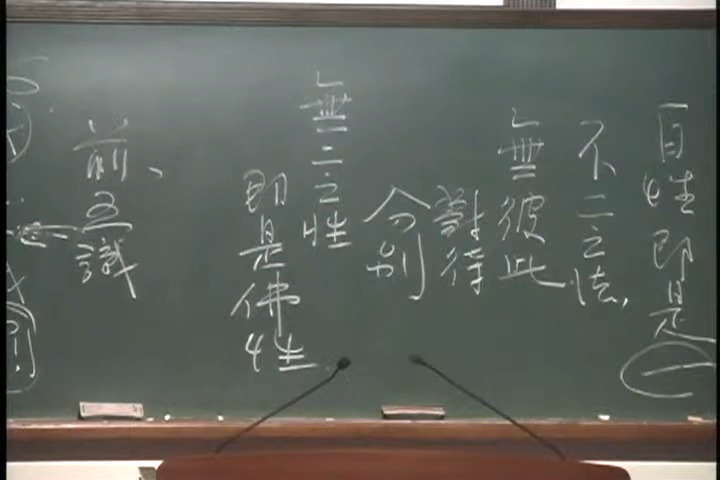 自性即是一
不二之法,
無彼此
對待
分別
無二之性
即是佛性.
前、五識